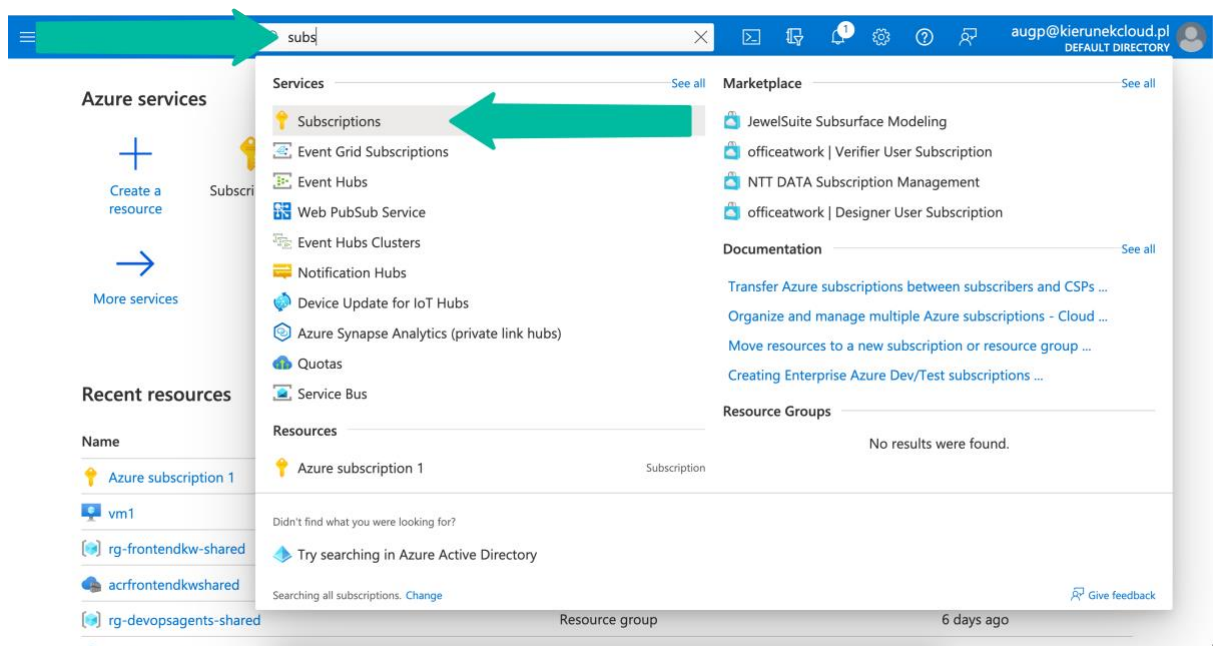 subs
1
augp@kierunekcloud.pl
DEFAULT DIRECTORY
Azure services
Create a
resource
Subscri
More services
Recent resources
Name
Azure subscription 1
vm1
rg-frontendkw-shared
acrfrontendkwshared
rg-devopsagents-shared
Resource group
6 days ago
Services
See all
Subscriptions
Event Grid Subscriptions
Event Hubs
Web PubSub Service
Event Hubs Clusters
Notification Hubs
Device Update for IoT Hubs
Azure Synapse Analytics (private link hubs)
Quotas
Service Bus
Resources
Azure subscription 1
Subscription
Marketplace
See all
JewelSuite Subsurface Modeling
officeatwork | Verifier User Subscription
NTT DATA Subscription Management
officeatwork | Designer User Subscription
Documentation
See all
Transfer Azure subscriptions between subscribers and CSPs ...
Organize and manage multiple Azure subscriptions - Cloud ...
Move resources to a new subscription or resource group ...
Creating Enterprise Azure Dev/Test subscriptions ...
Resource Groups
No results were found.
Didn't find what you were looking for?
Try searching in Azure Active Directory
Searching all subscriptions. Change
Give feedback